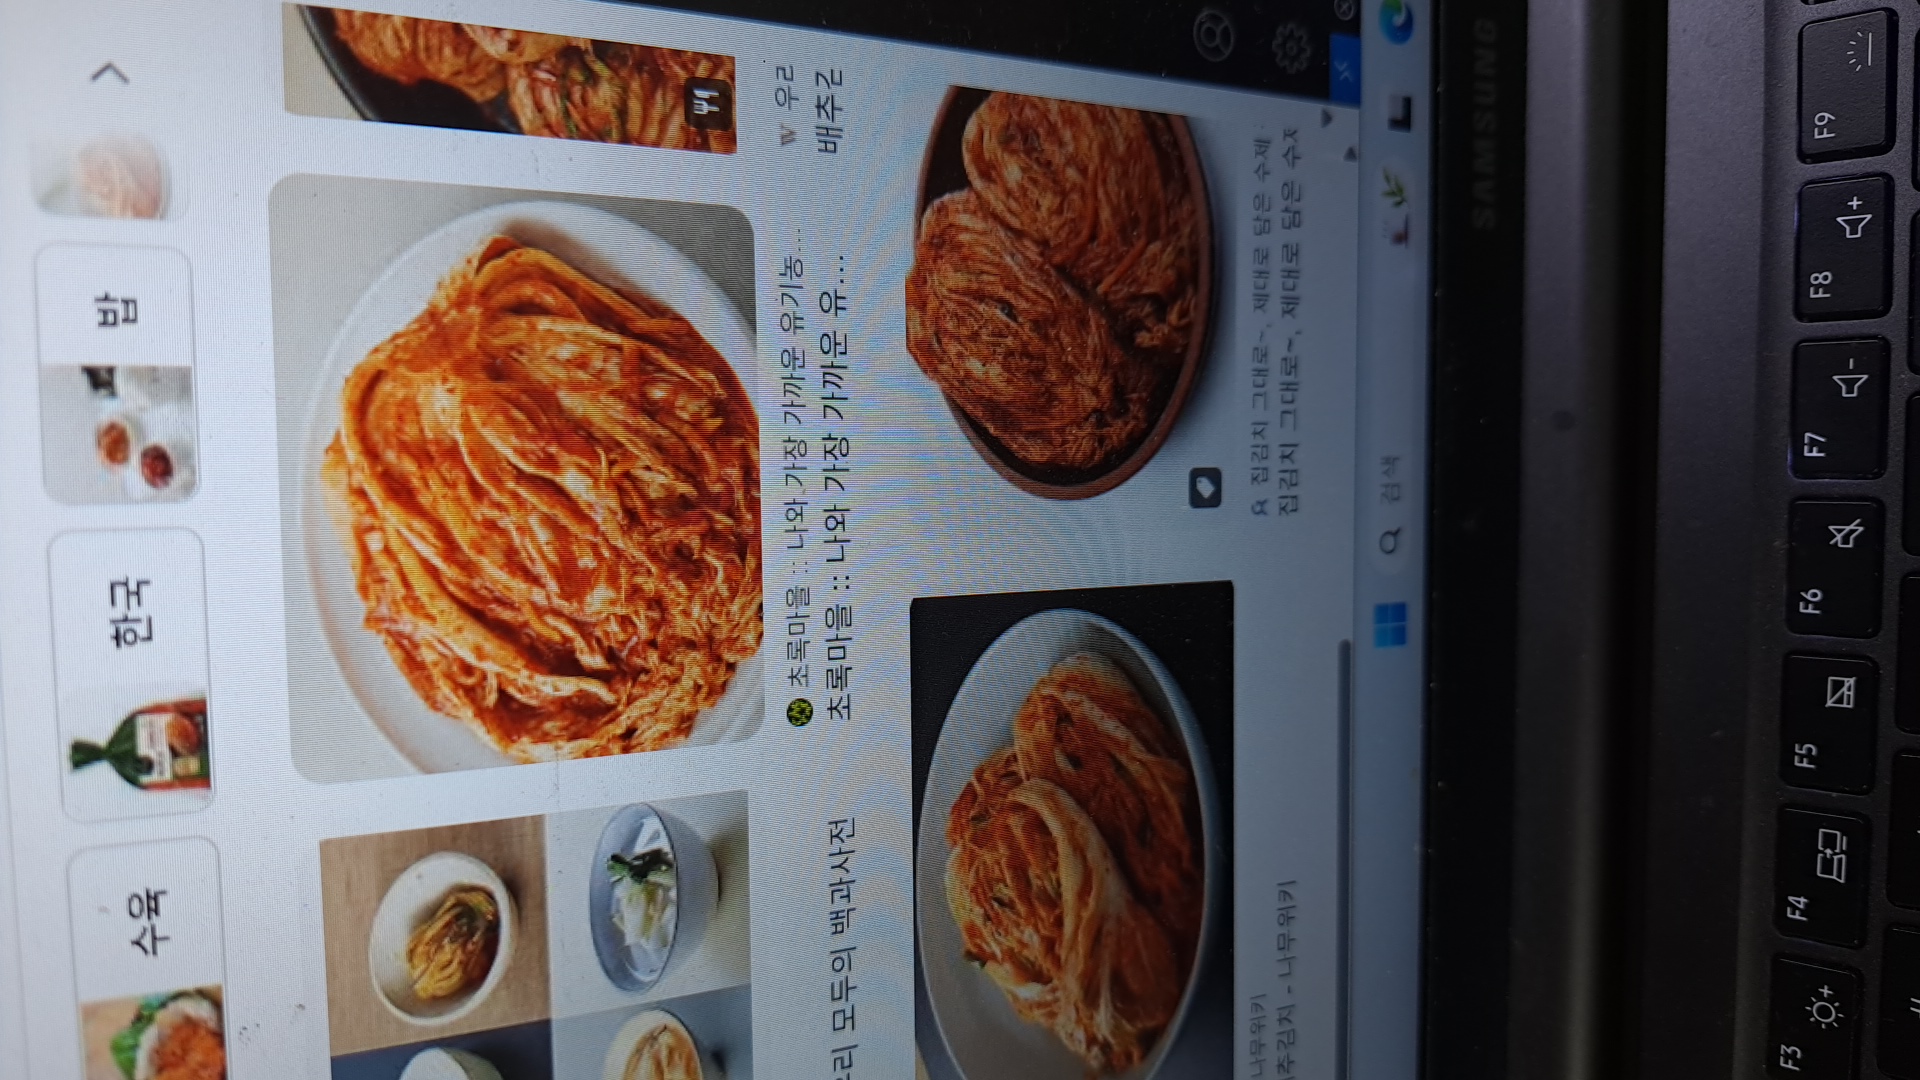 수육
한국
밥
초록마을 :: 나와 가장 가까운 유기농...
초록마을 :: 나와 가장 가까운 유...
우리 모두의 백과사전
W 우리
배추김
나무위키
배추김치 - 나무위키
집김치 그대로~, 제대로 담은 수제
집김치 그대로~, 제대로 담은 수제
검색
SAMSUNG
F3
F4
F5
F6
F7
F8
F9